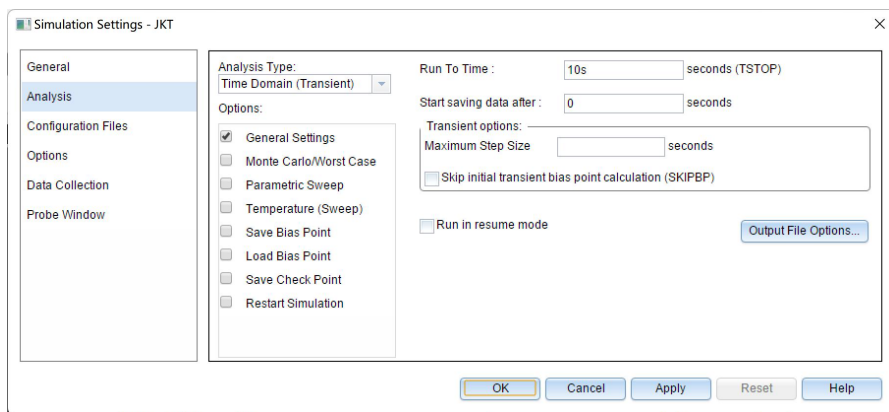 Simulation Settings - JKT
General
Analysis
Configuration Files
Options
Data Collection
Probe Window
Analysis Type:
Time Domain (Transient)
Options:
General Settings
Monte Carlo/Worst Case
Parametric Sweep
Temperature (Sweep)
Save Bias Point
Load Bias Point
Save Check Point
Restart Simulation
Run To Time : 10s seconds (TSTOP)
Start saving data after : 0 seconds
Transient options:
Maximum Step Size seconds
Skip initial transient bias point calculation (SKIPBP)
Run in resume mode
Output File Options...
OK Cancel Apply Reset Help